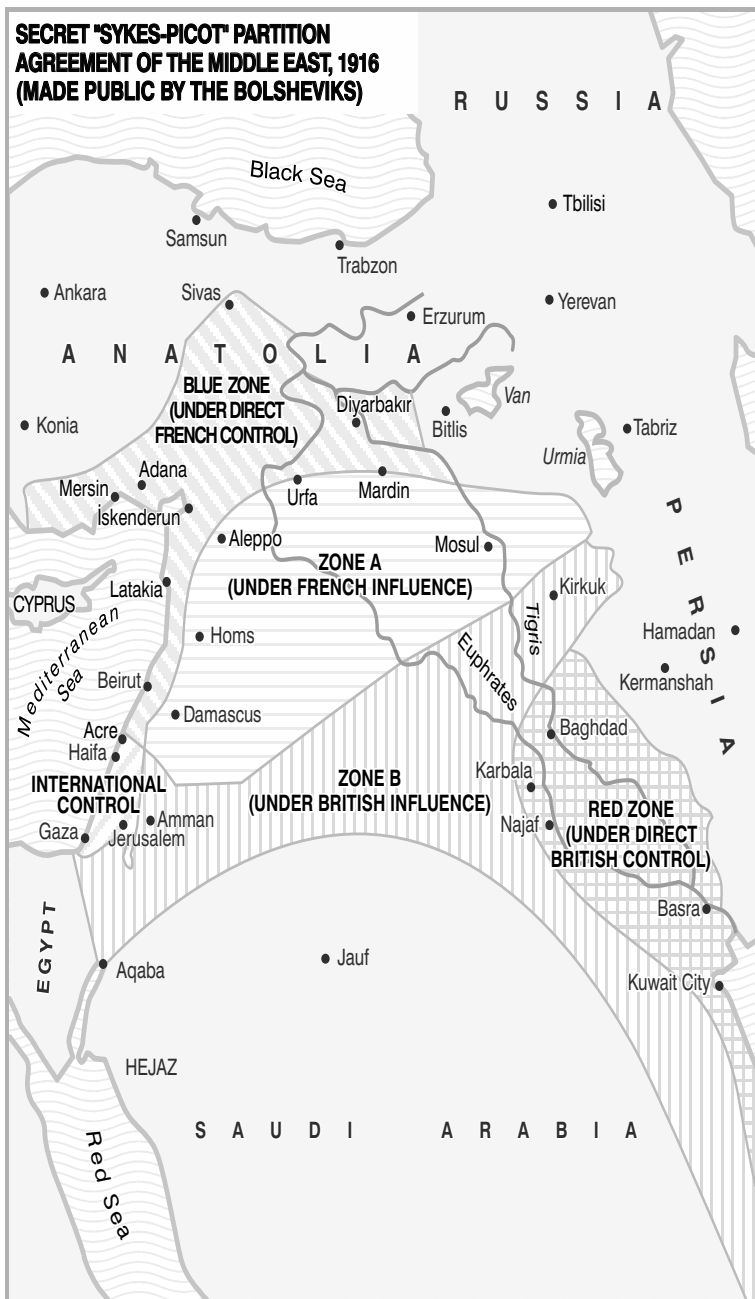 SECRET "SYKES-PICOT" PARTITION
AGREEMENT OF THE MIDDLE EAST, 1916
(MADE PUBLIC BY THE BOLSHEVIKS)
RUSSIA
Black Sea
Tbilisi
Samsun
Trabzon
Ankara
Sivas
Yerevan
Erzurum
ANATOLIA
BLUE ZONE
(UNDER DIRECT
FRENCH CONTROL)
Diyarbakır
Van
Bitlis
Konia
Tabriz
Urmia
Adana
Mersin
İskenderun
Urfa
Mardin
PERSIA
Aleppo
Mosul
ZONE A
(UNDER FRENCH INFLUENCE)
Latakia
CYPRUS
Kirkuk
Tigris
Mediterranean
Sea
Homs
Hamadan
Euphrates
Kermanshah
Beirut
Damascus
Acre
Haifa
Baghdad
INTERNATIONAL
CONTROL
ZONE B
(UNDER BRITISH INFLUENCE)
Karbala
Amman
Gaza
Jerusalem
Najaf
RED ZONE
(UNDER DIRECT
BRITISH CONTROL)
Basra
EGYPT
Aqaba
Jauf
Kuwait City
HEJAZ
SAUDI ARABIA
Red Sea